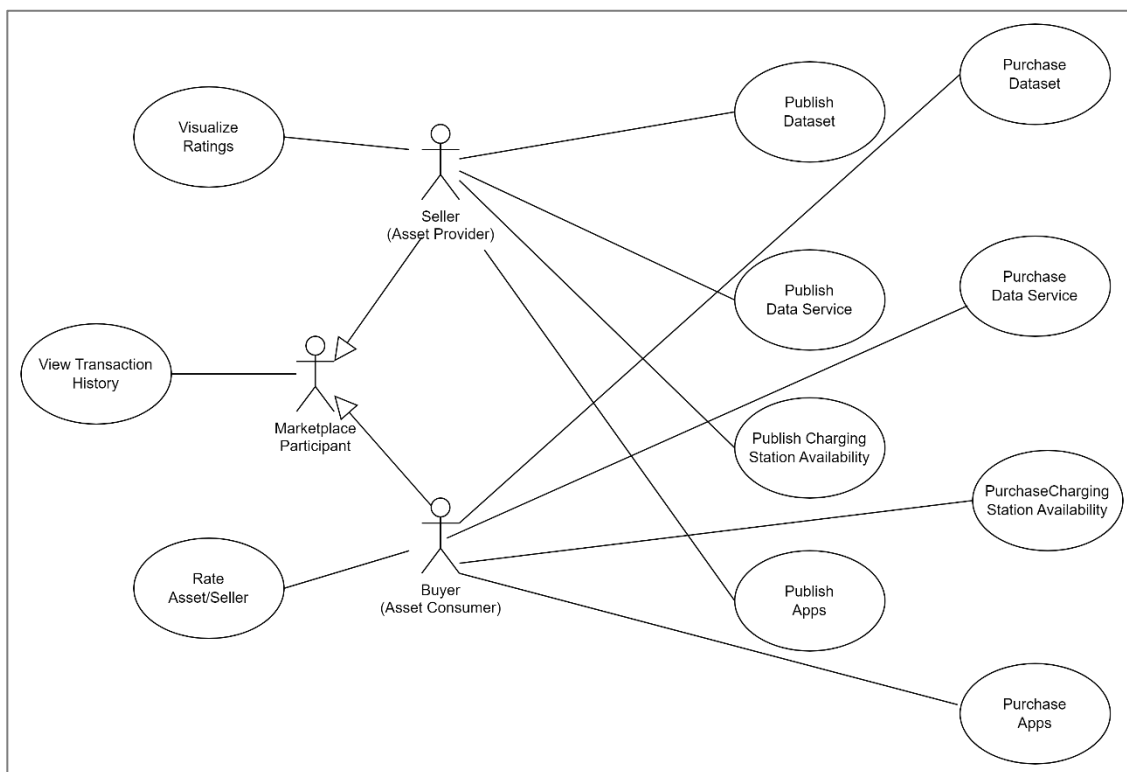 Purchase
Dataset
Publish
Dataset
Visualize
Ratings
Seller
(Asset Provider)
Purchase
Data Service
Publish
Data Service
View Transaction
History
Marketplace
Participant
Publish Charging
Station Availability
PurchaseCharging
Station Availability
Rate
Asset/Seller
Buyer
(Asset Consumer)
Publish
Apps
Purchase
Apps